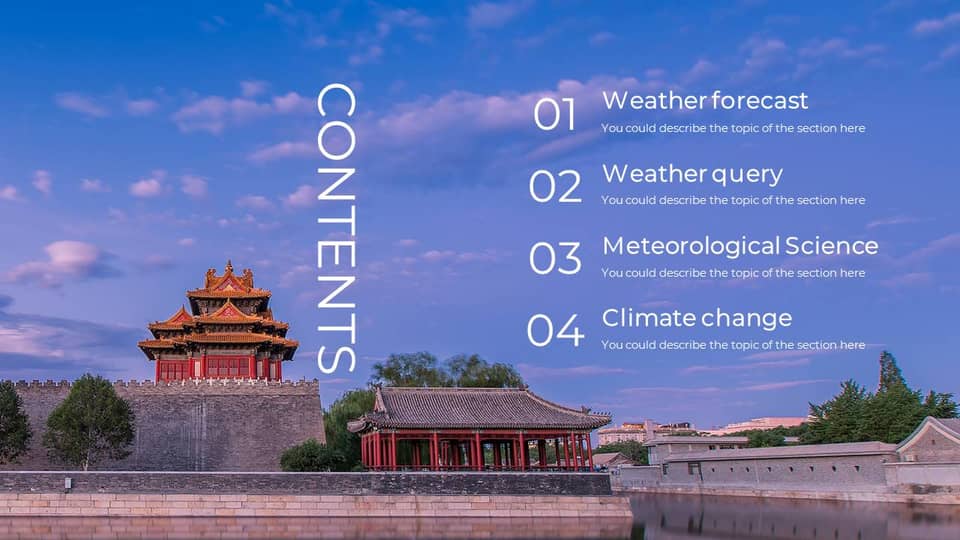 CONTENTS
01
Weather forecast
You could describe the topic of the section here
02
Weather query
You could describe the topic of the section here
03
Meteorological Science
You could describe the topic of the section here
04
Climate change
You could describe the topic of the section here